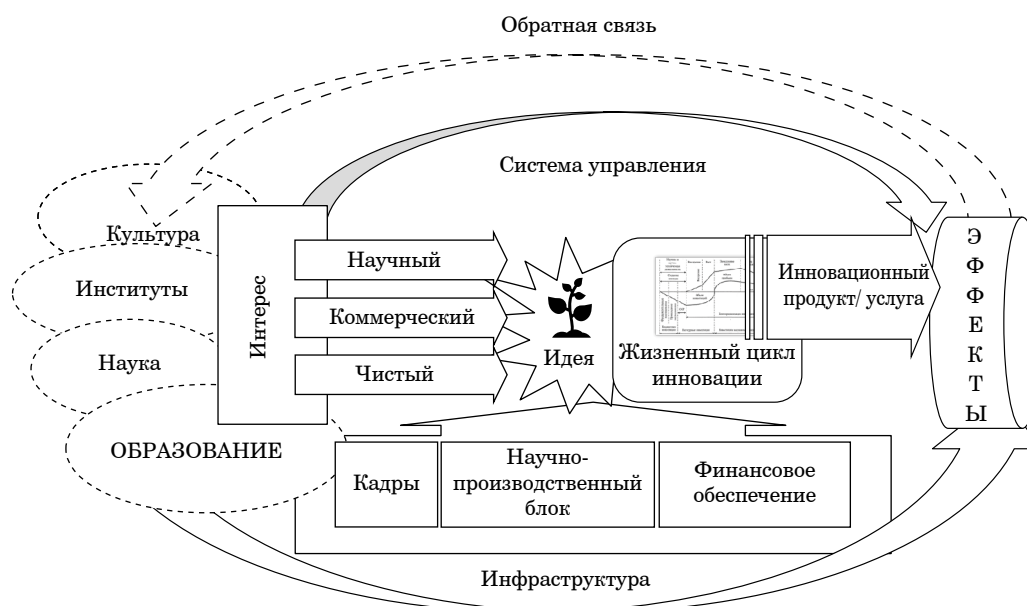 Обратная связь
Система управления
Культура
Институты
Наука
ОБРАЗОВАНИЕ
Интерес
Научный
Коммерческий
Чистый
Идея
Жизненный цикл
инновации
Инновационный
продукт/ услуга
ЭФФЕКТЫ
Кадры
Научно-
производственный
блок
Финансовое
обеспечение
Инфраструктура